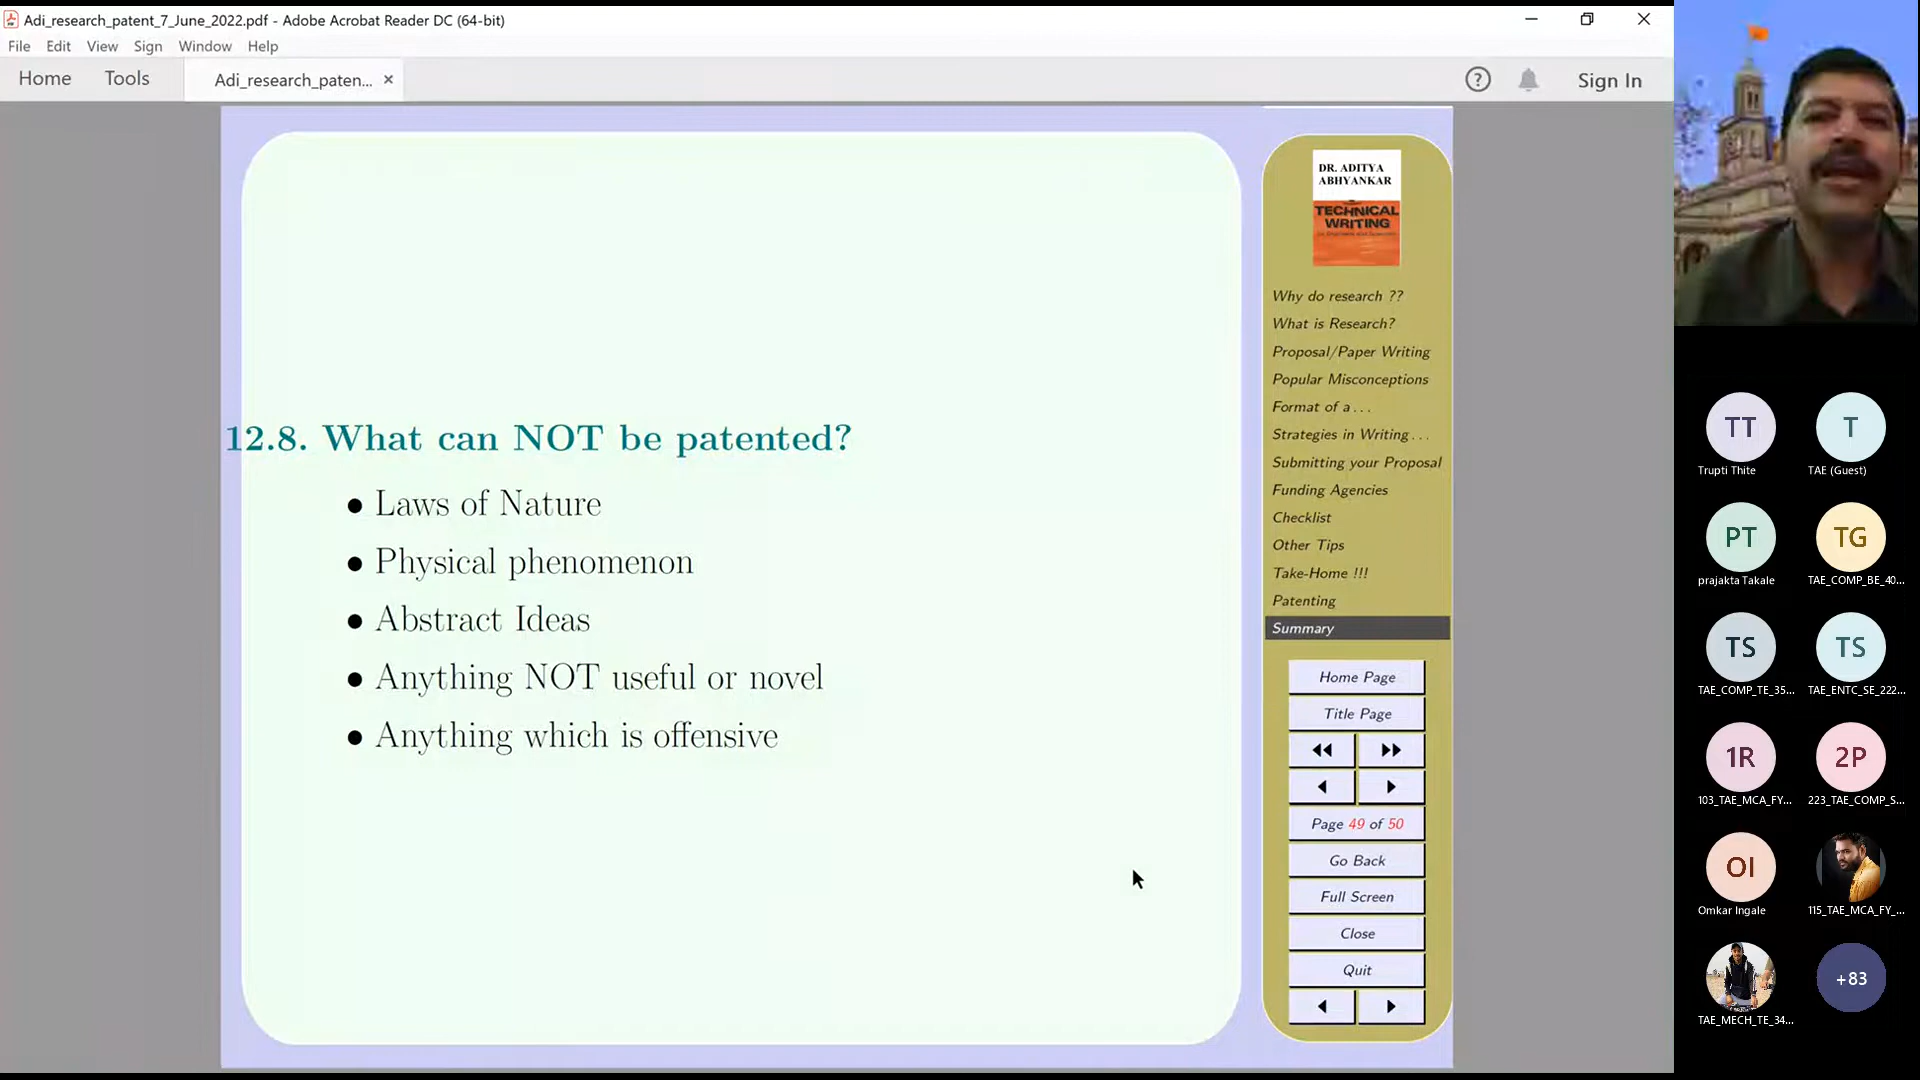 Adi_research_patent_7_June_2022.pdf - Adobe Acrobat Reader DC (64-bit)
File Edit View Sign Window Help
Home Tools Adi_research_paten... × ? Sign In
12.8. What can NOT be patented?
• Laws of Nature
• Physical phenomenon
• Abstract Ideas
• Anything NOT useful or novel
• Anything which is offensive
DR. ADITYA
ABHYANKAR
TECHNICAL
WRITING
Why do research ??
What is Research?
Proposal/Paper Writing
Popular Misconceptions
Format of a...
Strategies in Writing...
Submitting your Proposal
Funding Agencies
Checklist
Other Tips
Take-Home !!!
Patenting
Summary
Home Page
Title Page
Page 49 of 50
Go Back
Full Screen
Close
Quit
TT T
Trupti Thite TAE (Guest)
PT TG
prajakta Takale TAE_COMP_BE_40...
TS TS
TAE_COMP_TE_35... TAE_ENTC_SE_222...
1R 2P
103_TAE_MCA_FY... 223_TAE_COMP_S...
OI
Omkar Ingale 115_TAE_MCA_FY_...
+83
TAE_MECH_TE_34...